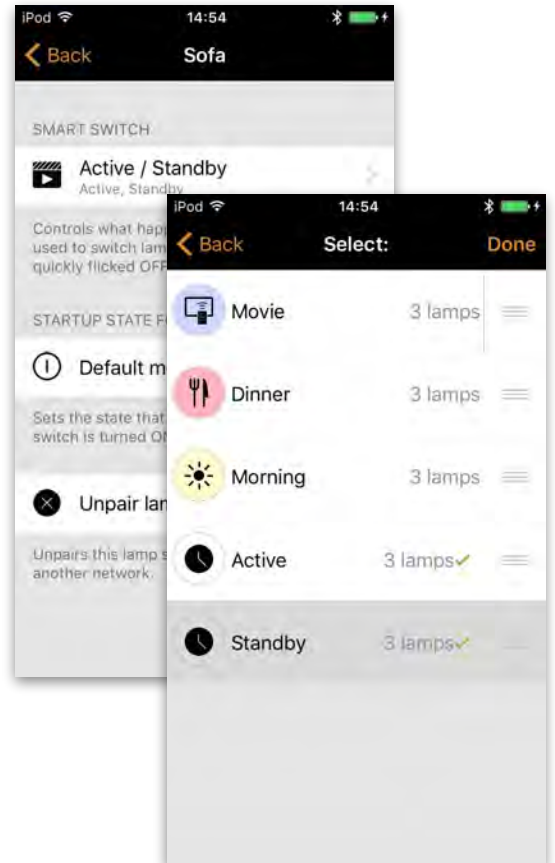 iPod 14:54
Back Sofa
SMART SWITCH
Active / Standby
Active, Standby
Controls what hap
used to switch lam
quickly flicked OFF
STARTUP STATE F
Default m
Sets the state that
switch is turned O
Unpair lan
Unpairs this lamp s
another network.
iPod 14:54
Back Select: Done
Movie 3 lamps
Dinner 3 lamps
Morning 3 lamps
Active 3 lamps✓
Standby 3 lamps✓